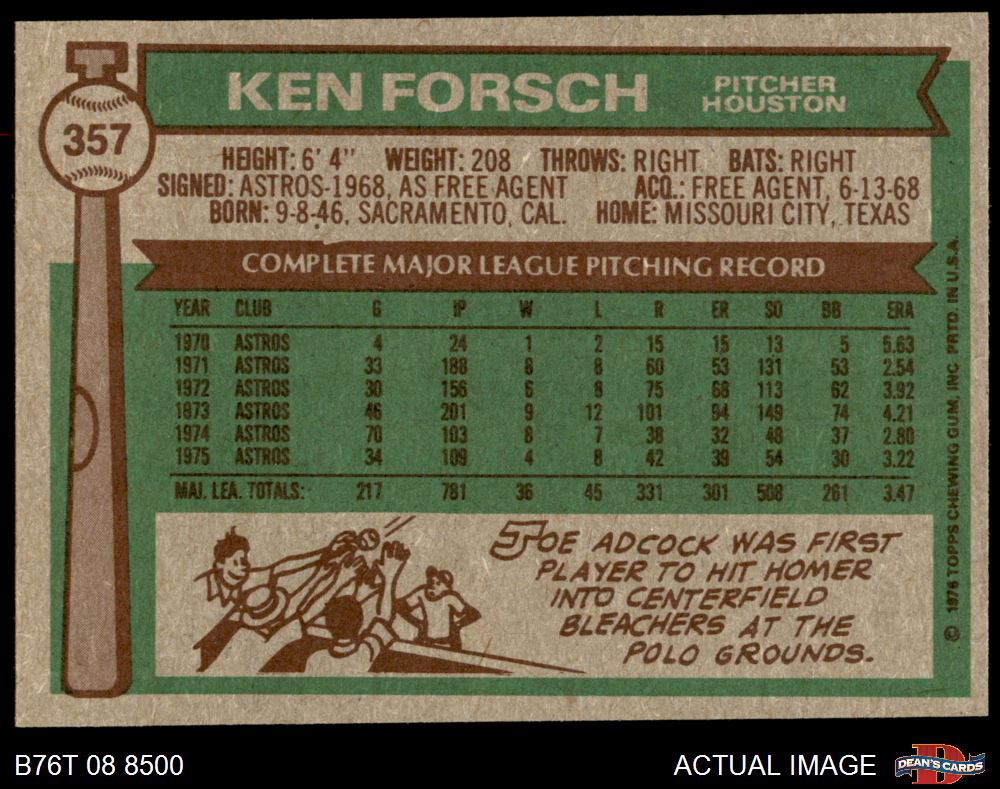 KEN FORSCH
PITCHER
HOUSTON
357
HEIGHT: 6' 4" WEIGHT: 208 THROWS: RIGHT BATS: RIGHT
SIGNED: ASTROS-1968, AS FREE AGENT ACQ.: FREE AGENT, 6-13-68
BORN: 9-8-46, SACRAMENTO, CAL. HOME: MISSOURI CITY, TEXAS
COMPLETE MAJOR LEAGUE PITCHING RECORD
YEAR CLUB G IP W L R ER SO BB ERA
1970 ASTROS 4 24 1 2 15 15 13 5 5.63
1971 ASTROS 33 188 8 8 60 53 131 53 2.54
1972 ASTROS 30 156 6 8 75 68 113 62 3.92
1973 ASTROS 46 201 9 12 101 94 149 74 4.21
1974 ASTROS 70 103 8 7 38 32 48 37 2.80
1975 ASTROS 34 109 4 8 42 39 54 30 3.22
MAJ. LEA. TOTALS: 217 781 36 45 331 301 508 261 3.47
JOE ADCOCK WAS FIRST
PLAYER TO HIT HOMER
INTO CENTERFIELD
BLEACHERS AT THE
POLO GROUNDS.
© 1976 TOPPS CHEWING GUM, INC PRTD. IN U.S.A.
B76T 08 8500
ACTUAL IMAGE
D
DEAN'S CARDS